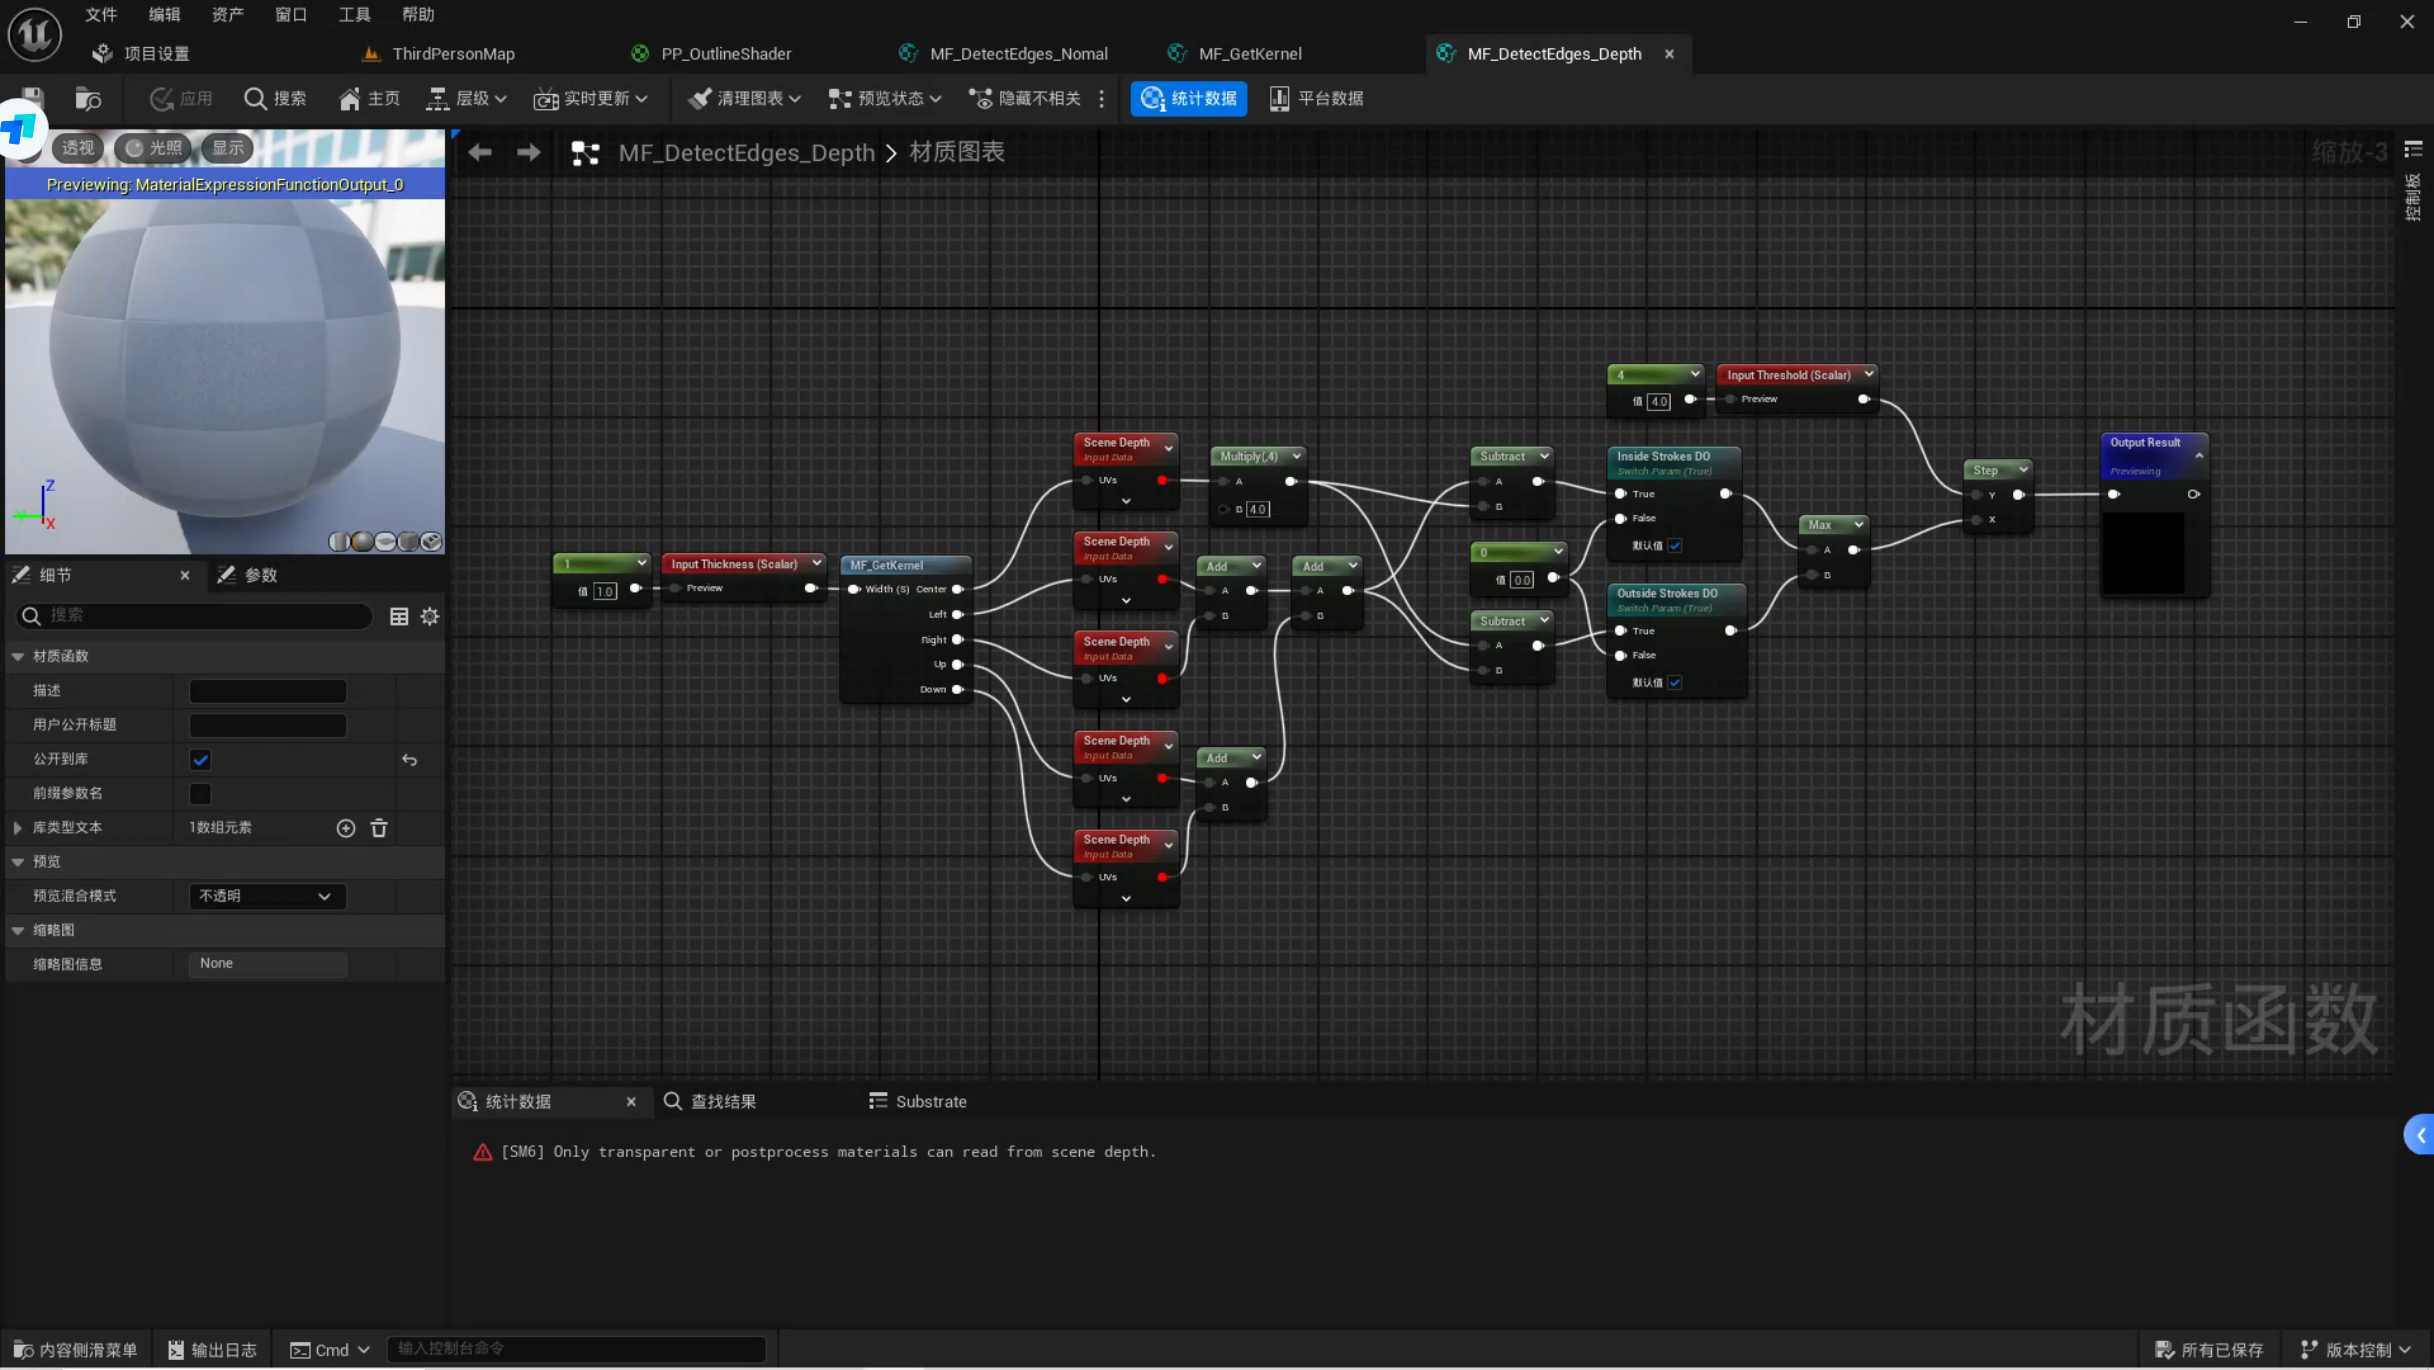 文件 编辑 资产 窗口 工具 帮助
项目设置 ThirdPersonMap PP_OutlineShader MF_DetectEdges_Nomal MF_GetKernel MF_DetectEdges_Depth
应用 搜索 主页 层级 实时更新 清理图表 预览状态 隐藏不相关 统计数据 平台数据
透视 光照 显示
Previewing: MaterialExpressionFunctionOutput_0
MF_DetectEdges_Depth > 材质图表
缩放-3
控制板
Z
X
4
值 4.0
Input Threshold (Scalar)
Preview
Scene Depth
Input Data
UVs
Multiply(,4)
A
B 4.0
Subtract
A
B
Inside Strokes DO
Switch Param (True)
True
False
默认值
Step
Y
X
Output Result
Previewing
Max
A
B
1
值 1.0
Input Thickness (Scalar)
Preview
MF_GetKernel
Width (S) Center
Left
Right
Up
Down
Scene Depth
Input Data
UVs
Add
A
B
Add
A
B
0
值 0.0
Subtract
A
B
Outside Strokes DO
Switch Param (True)
True
False
默认值
Scene Depth
Input Data
UVs
Scene Depth
Input Data
UVs
Add
A
B
Scene Depth
Input Data
UVs
材质函数
细节 参数
搜索
材质函数
描述
用户公开标题
公开到库
前缀参数名
库类型文本 1数组元素
预览
预览混合模式 不透明
缩略图
缩略图信息 None
统计数据 查找结果 Substrate
[SM6] Only transparent or postprocess materials can read from scene depth.
内容侧滑菜单 输出日志 Cmd 输入控制台命令 所有已保存 版本控制